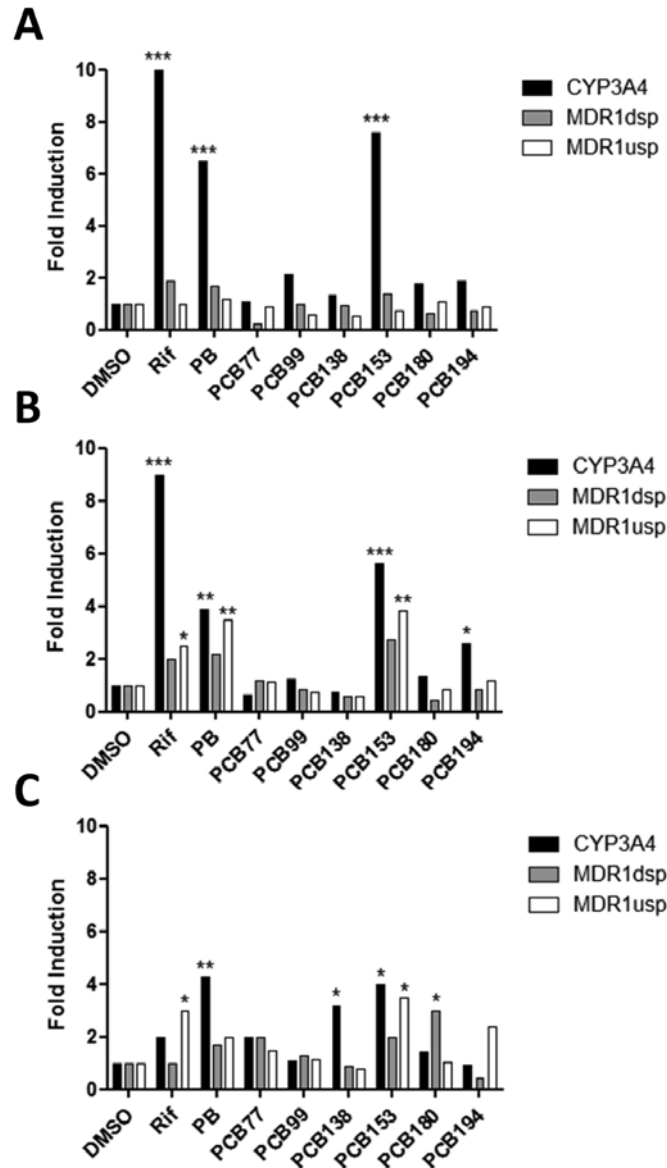 A
Fold Induction
10
8
6
4
2
0
***
***
***
CYP3A4
MDR1dsp
MDR1usp
DMSO
Rif
PB
PCB77
PCB99
PCB138
PCB153
PCB180
PCB194
B
Fold Induction
10
8
6
4
2
0
***
*
**
**
***
**
*
CYP3A4
MDR1dsp
MDR1usp
DMSO
Rif
PB
PCB77
PCB99
PCB138
PCB153
PCB180
PCB194
C
Fold Induction
10
8
6
4
2
0
*
**
*
*
*
*
CYP3A4
MDR1dsp
MDR1usp
DMSO
Rif
PB
PCB77
PCB99
PCB138
PCB153
PCB180
PCB194